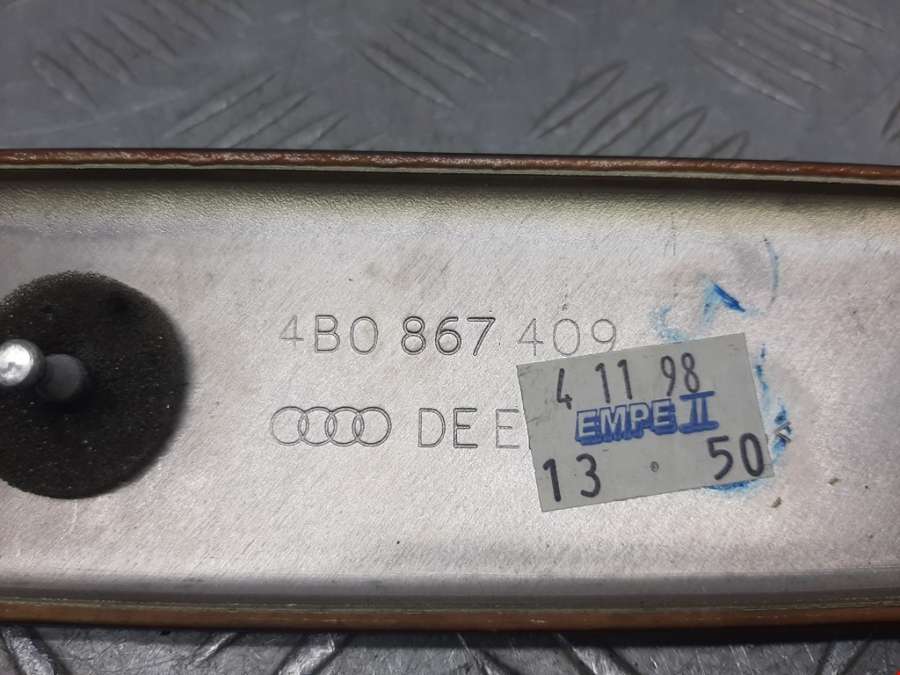 4B0 867 409
DE E
4 11 98
EMPE II
13 · 50